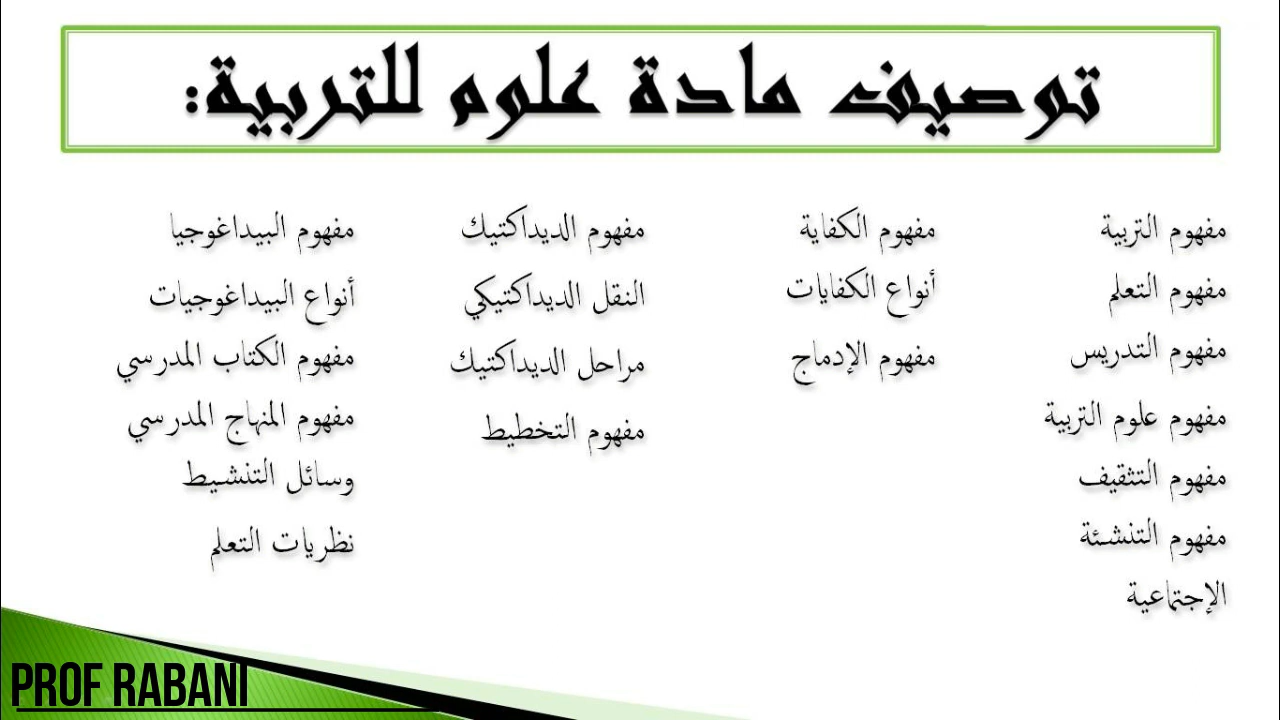 توصيف مادة علوم للتربية:
مفهوم التربية
مفهوم التعلم
مفهوم التدريس
مفهوم علوم التربية
مفهوم التثقيف
مفهوم التنشئة
الإجتماعية
مفهوم الكفاية
أنواع الكفايات
مفهوم الإدماج
مفهوم الديداكتيك
النقل الديداكتيكي
مراحل الديداكتيك
مفهوم التخطيط
مفهوم البيداغوجيا
أنواع البيداغوجيات
مفهوم الكتاب المدرسي
مفهوم المنهاج المدرسي
وسائل التنشيط
نظريات التعلم
PROF RABANI